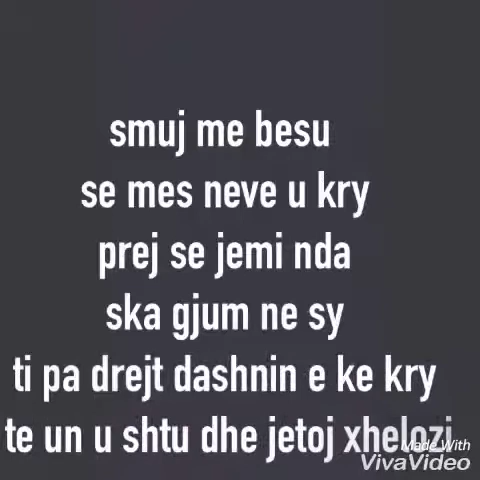 smuj me besu
se mes neve u kry
prej se jemi nda
ska gjum ne sy
ti pa drejt dashnin e ke kry
te un u shtu dhe jetoj xhelozi
Made With
VivaVideo